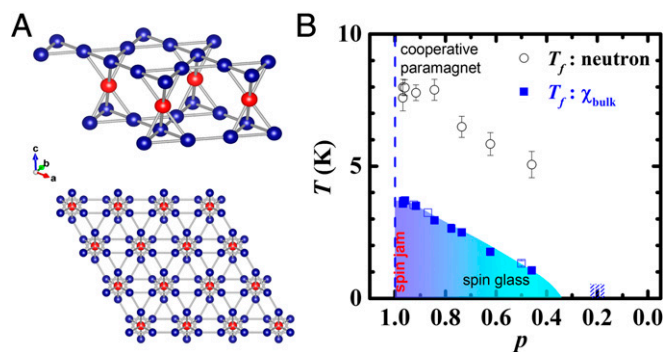 A
c
b
a
B
10
5
0
T (K)
cooperative
paramagnet
T_f : neutron
T_f : χ_bulk
spin jam
spin glass
1.0 0.8 0.6 0.4 0.2 0.0
p